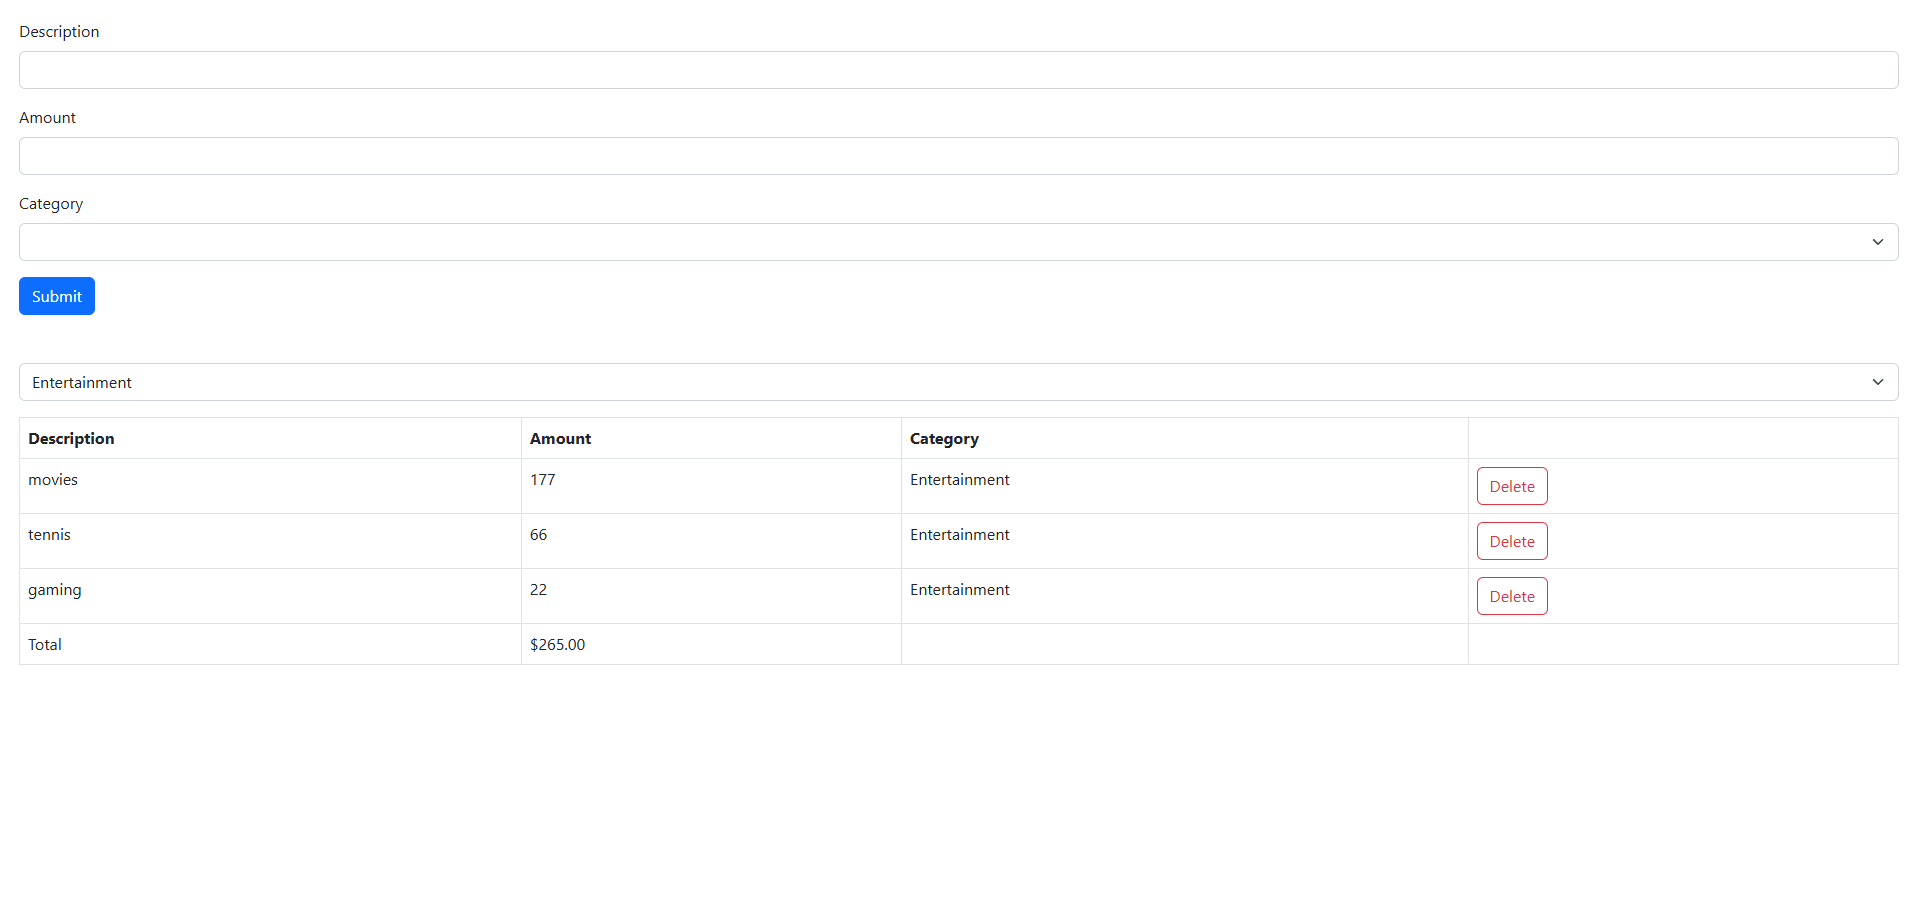 Description
Amount
Category
Submit
Entertainment
Description Amount Category
movies 177 Entertainment Delete
tennis 66 Entertainment Delete
gaming 22 Entertainment Delete
Total $265.00